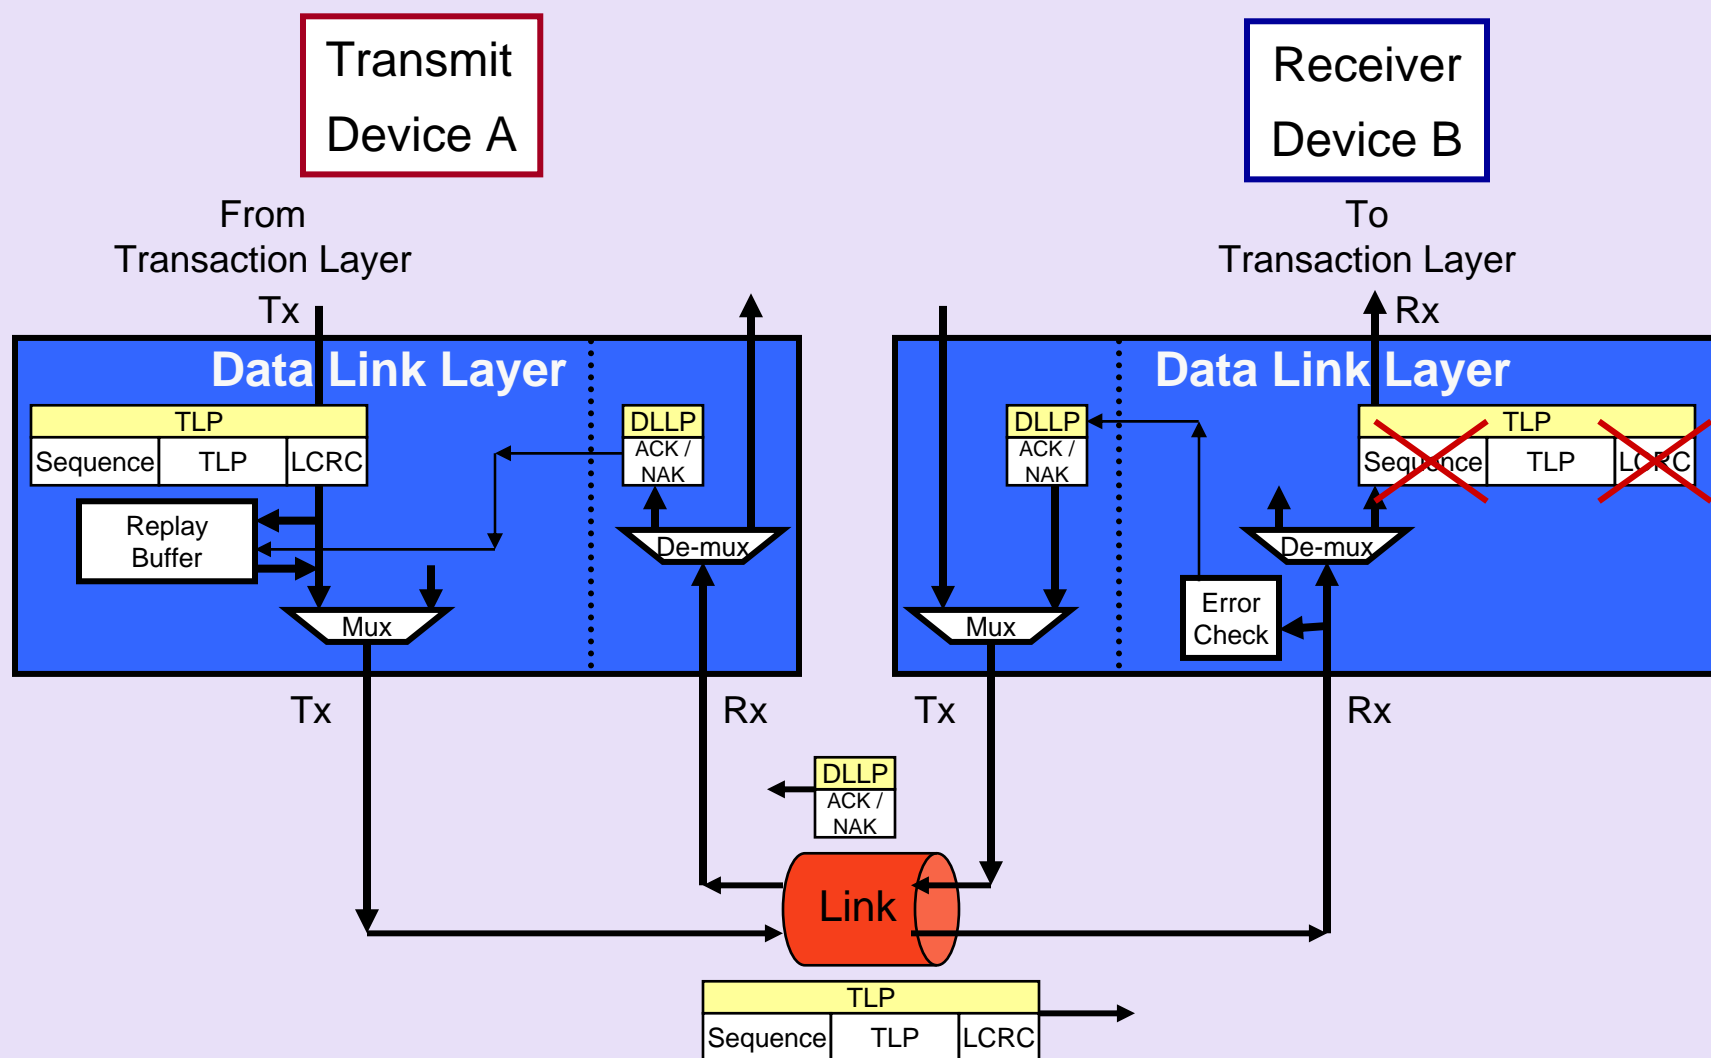 Transmit
Device A
Receiver
Device B
From
Transaction Layer
Tx
To
Transaction Layer
Rx
Data Link Layer
TLP
Sequence TLP LCRC
Replay
Buffer
Mux
DLLP
ACK /
NAK
De-mux
Data Link Layer
DLLP
ACK /
NAK
Mux
TLP
Sequence TLP LCRC
De-mux
Error
Check
Tx
Rx
Tx
Rx
DLLP
ACK /
NAK
Link
TLP
Sequence TLP LCRC